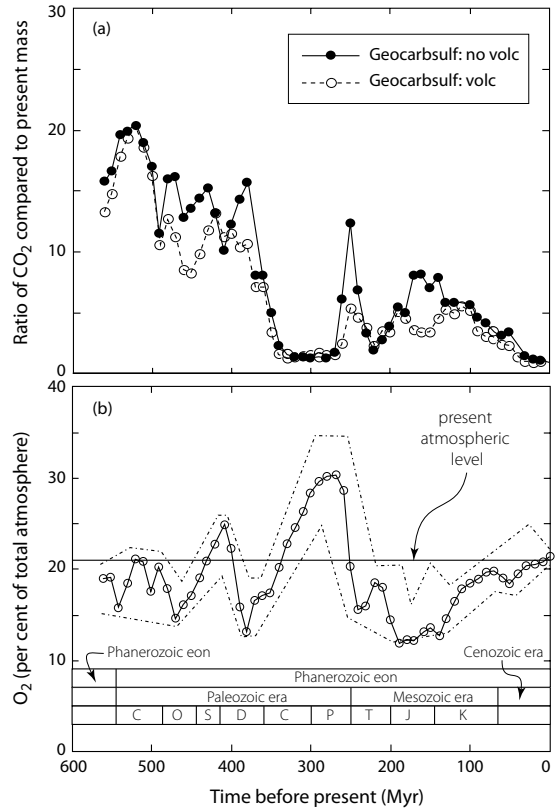 30
(a)
Geocarbsulf: no volc
Geocarbsulf: volc
20
10
0
Ratio of CO2 compared to present mass
40
(b)
present
atmospheric
level
30
20
10
0
O2 (per cent of total atmosphere)
Phanerozoic eon
Cenozoic era
Phanerozoic eon
Paleozoic era
Mesozoic era
C O S D C P T J K
600 500 400 300 200 100 0
Time before present (Myr)